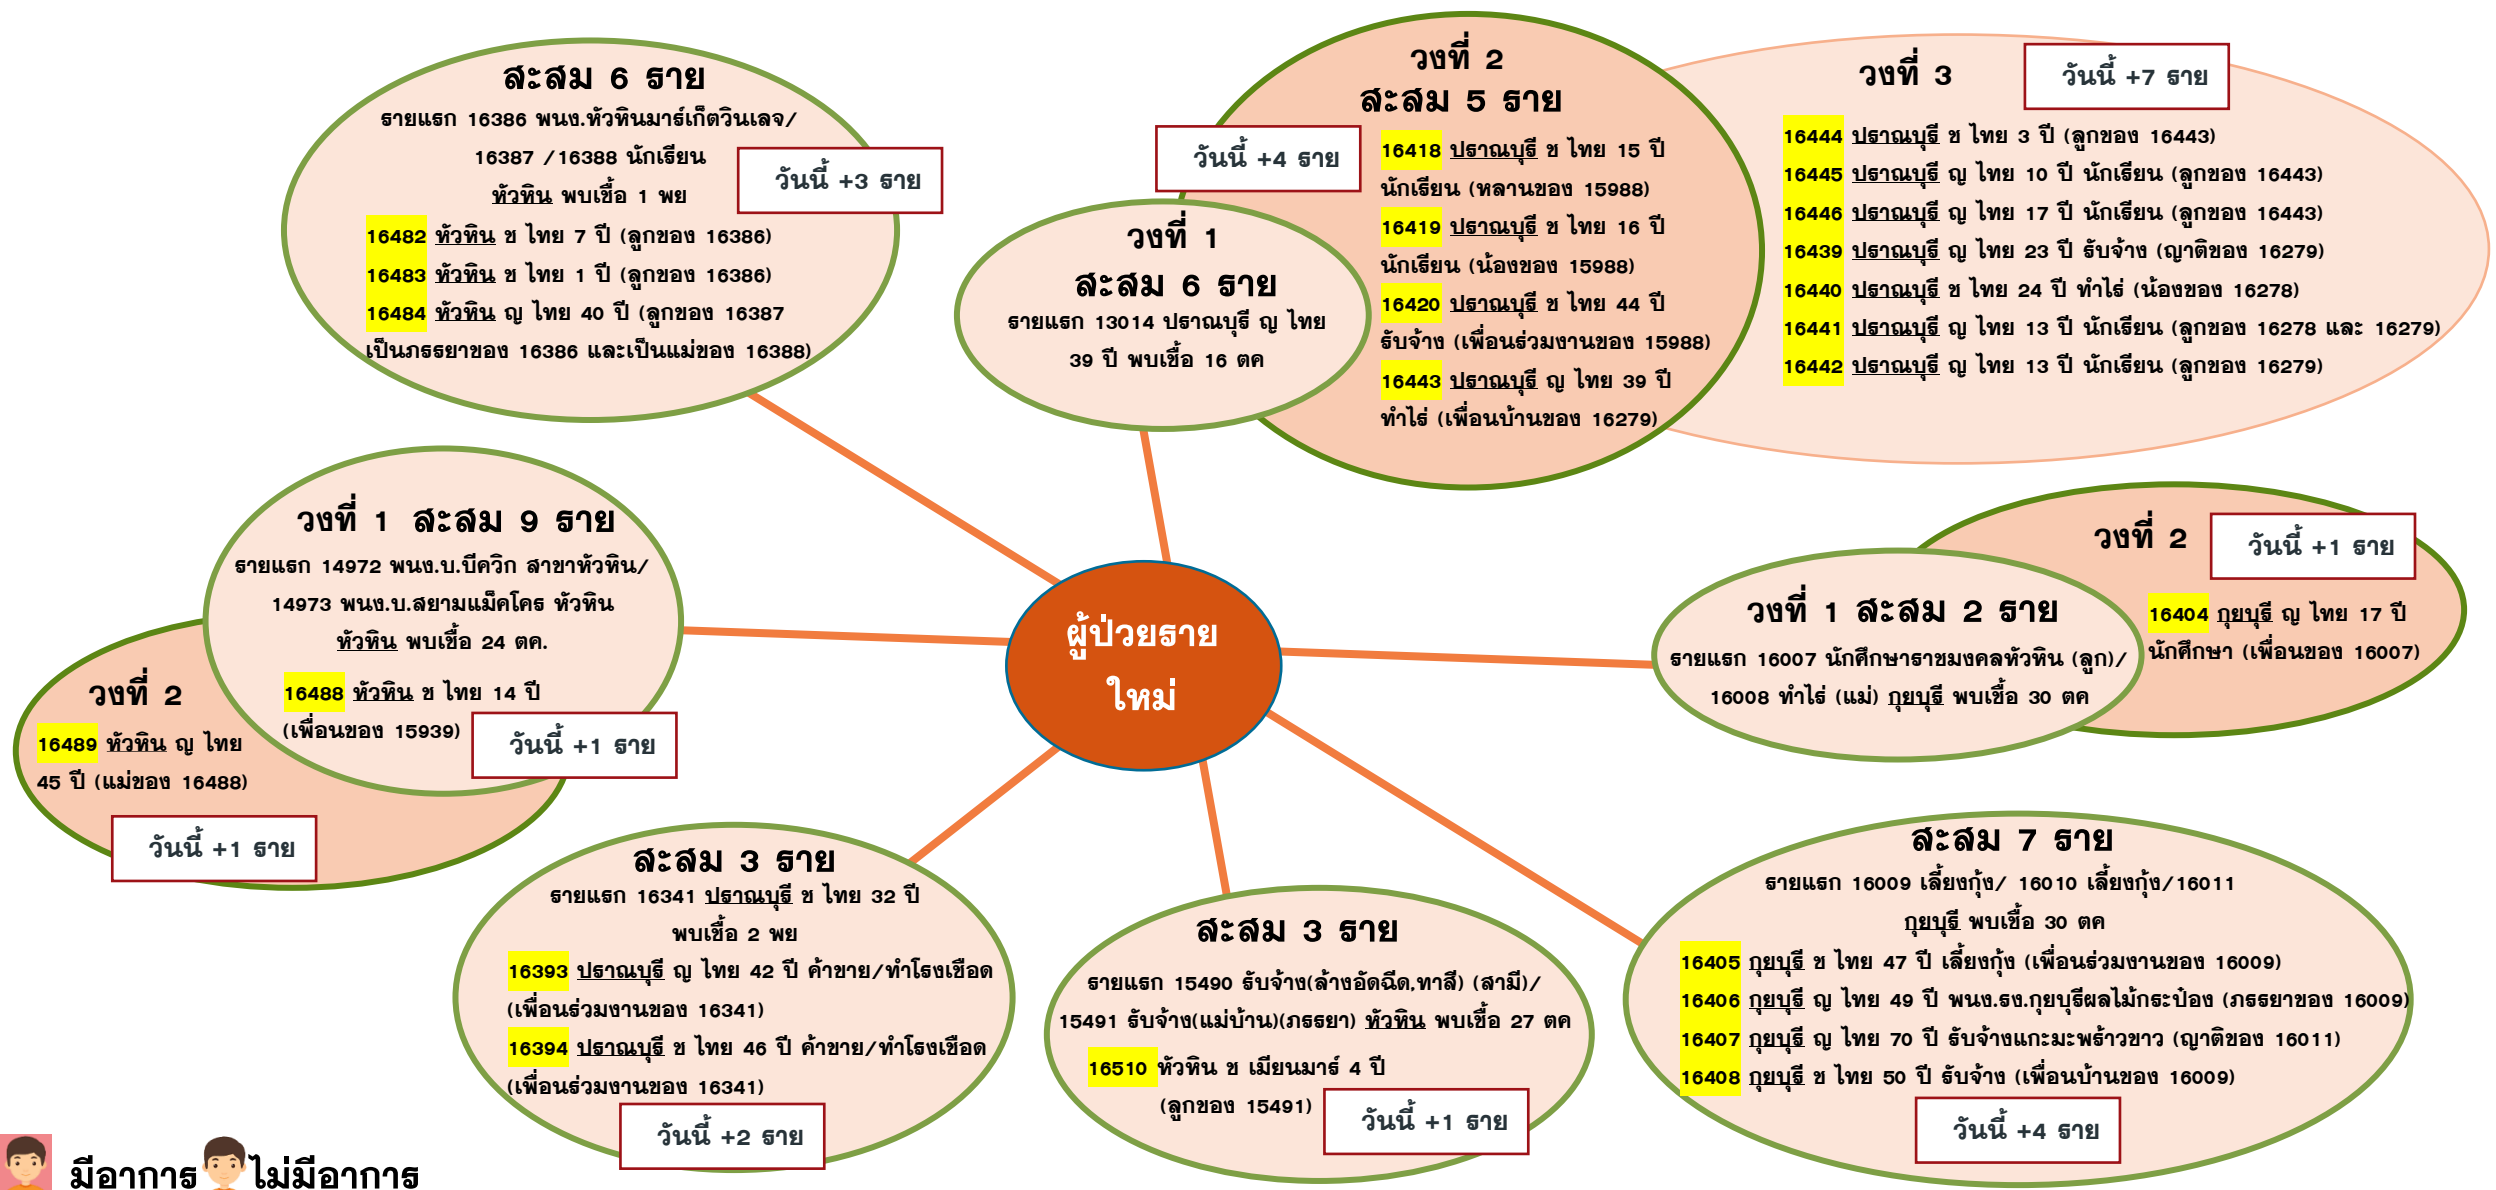 สะสม 6 ราย
รายแรก 16386 พนง.หัวหินมาร์เก็ตวินเลจ/
16387 /16388 นักเรียน
หัวหิน พบเชื้อ 1 พย
วันนี้ +3 ราย
16482 หัวหิน ช ไทย 7 ปี (ลูกของ 16386)
16483 หัวหิน ช ไทย 1 ปี (ลูกของ 16386)
16484 หัวหิน ญ ไทย 40 ปี (ลูกของ 16387
เป็นภรรยาของ 16386 และเป็นแม่ของ 16388)
วงที่ 1
สะสม 6 ราย
รายแรก 13014 ปราณบุรี ญ ไทย
39 ปี พบเชื้อ 16 ตค
วงที่ 2
สะสม 5 ราย
วันนี้ +4 ราย
16418 ปราณบุรี ช ไทย 15 ปี
นักเรียน (หลานของ 15988)
16419 ปราณบุรี ช ไทย 16 ปี
นักเรียน (น้องของ 15988)
16420 ปราณบุรี ช ไทย 44 ปี
รับจ้าง (เพื่อนร่วมงานของ 15988)
16443 ปราณบุรี ญ ไทย 39 ปี
ทำไร่ (เพื่อนบ้านของ 16279)
วงที่ 3
วันนี้ +7 ราย
16444 ปราณบุรี ช ไทย 3 ปี (ลูกของ 16443)
16445 ปราณบุรี ญ ไทย 10 ปี นักเรียน (ลูกของ 16443)
16446 ปราณบุรี ญ ไทย 17 ปี นักเรียน (ลูกของ 16443)
16439 ปราณบุรี ญ ไทย 23 ปี รับจ้าง (ญาติของ 16279)
16440 ปราณบุรี ช ไทย 24 ปี ทำไร่ (น้องของ 16278)
16441 ปราณบุรี ญ ไทย 13 ปี นักเรียน (ลูกของ 16278 และ 16279)
16442 ปราณบุรี ญ ไทย 13 ปี นักเรียน (ลูกของ 16279)
วงที่ 1 สะสม 9 ราย
รายแรก 14972 พนง.บ.บีควิก สาขาหัวหิน/
14973 พนง.บ.สยามแม็คโคร หัวหิน
หัวหิน พบเชื้อ 24 ตค.
16488 หัวหิน ช ไทย 14 ปี
(เพื่อนของ 15939)
วันนี้ +1 ราย
วงที่ 2
16489 หัวหิน ญ ไทย
45 ปี (แม่ของ 16488)
วันนี้ +1 ราย
ผู้ป่วยราย
ใหม่
วงที่ 1 สะสม 2 ราย
รายแรก 16007 นักศึกษาราชมงคลหัวหิน (ลูก)/
16008 ทำไร่ (แม่) กุยบุรี พบเชื้อ 30 ตค
วงที่ 2
วันนี้ +1 ราย
16404 กุยบุรี ญ ไทย 17 ปี
นักศึกษา (เพื่อนของ 16007)
สะสม 3 ราย
รายแรก 16341 ปราณบุรี ช ไทย 32 ปี
พบเชื้อ 2 พย
16393 ปราณบุรี ญ ไทย 42 ปี ค้าขาย/ทำโรงเชือด
(เพื่อนร่วมงานของ 16341)
16394 ปราณบุรี ช ไทย 46 ปี ค้าขาย/ทำโรงเชือด
(เพื่อนร่วมงานของ 16341)
วันนี้ +2 ราย
สะสม 3 ราย
รายแรก 15490 รับจ้าง(ล้างอัดฉีด,ทาสี) (สามี)/
15491 รับจ้าง(แม่บ้าน)(ภรรยา) หัวหิน พบเชื้อ 27 ตค
16510 หัวหิน ช เมียนมาร์ 4 ปี
(ลูกของ 15491)
วันนี้ +1 ราย
สะสม 7 ราย
รายแรก 16009 เลี้ยงกุ้ง/ 16010 เลี้ยงกุ้ง/16011
กุยบุรี พบเชื้อ 30 ตค
16405 กุยบุรี ช ไทย 47 ปี เลี้ยงกุ้ง (เพื่อนร่วมงานของ 16009)
16406 กุยบุรี ญ ไทย 49 ปี พนง.รง.กุยบุรีผลไม้กระป๋อง (ภรรยาของ 16009)
16407 กุยบุรี ญ ไทย 70 ปี รับจ้างแกะมะพร้าวขาว (ญาติของ 16011)
16408 กุยบุรี ช ไทย 50 ปี รับจ้าง (เพื่อนบ้านของ 16009)
วันนี้ +4 ราย
มีอาการ ไม่มีอาการ